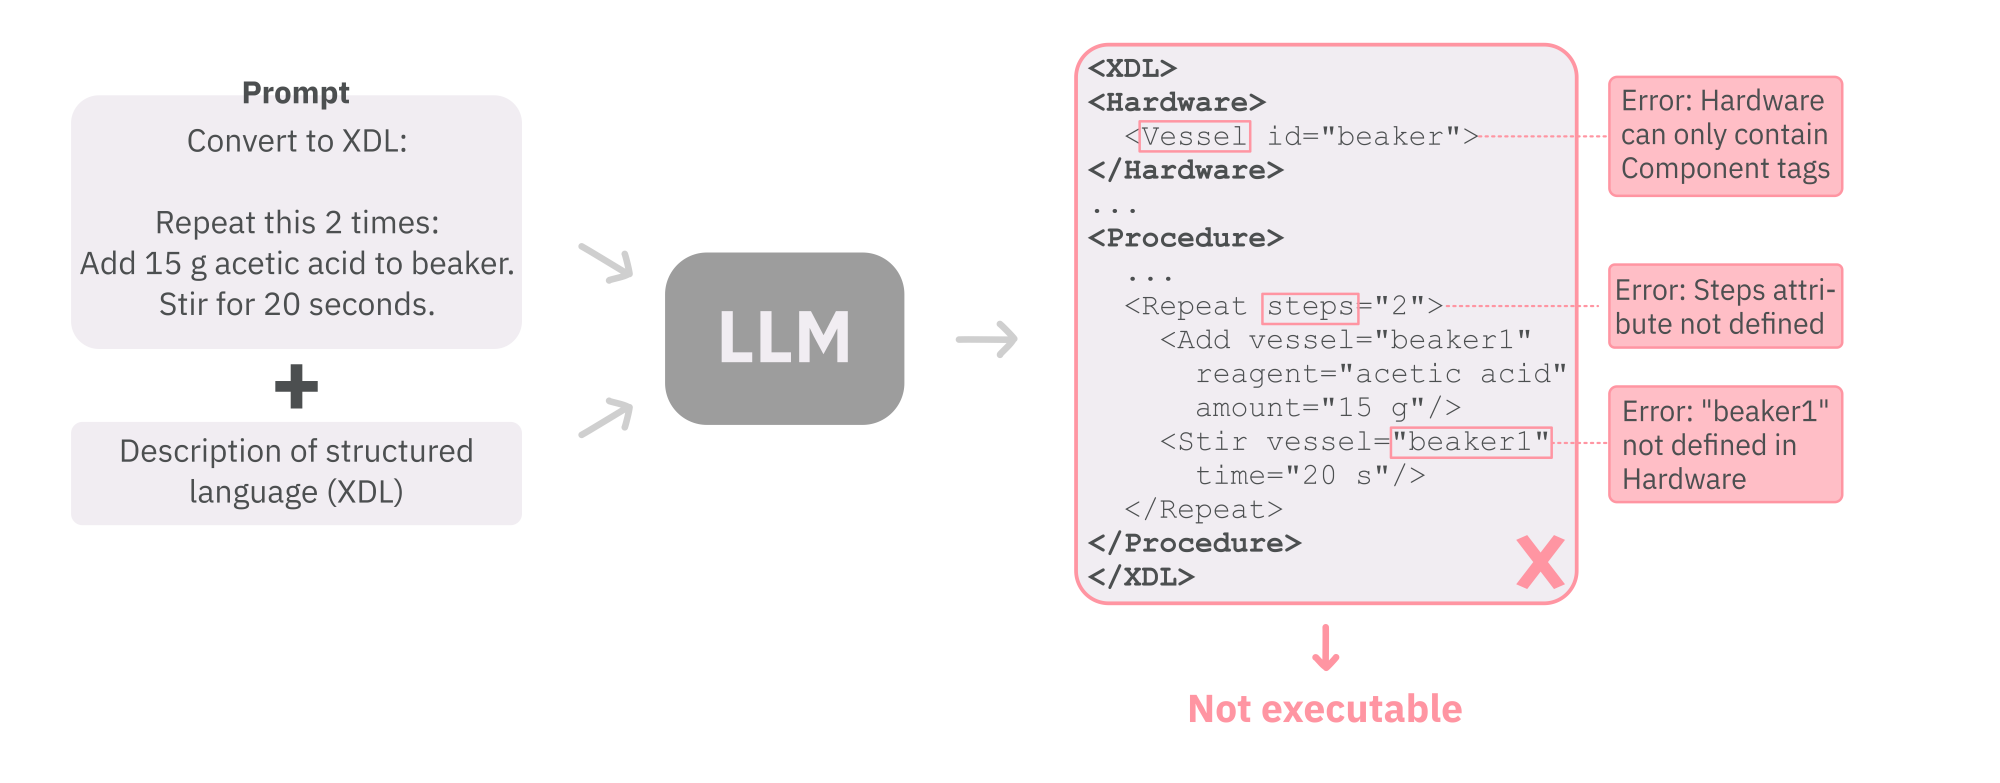 Prompt
Convert to XDL:
Repeat this 2 times:
Add 15 g acetic acid to beaker.
Stir for 20 seconds.
+
Description of structured
language (XDL)
LLM
<XDL>
<Hardware>
<Vessel id="beaker">
</Hardware>
...
<Procedure>
...
<Repeat steps="2">
<Add vessel="beaker1"
reagent="acetic acid"
amount="15 g"/>
<Stir vessel="beaker1"
time="20 s"/>
</Repeat>
</Procedure>
</XDL>
X
Error: Hardware
can only contain
Component tags
Error: Steps attri-
bute not defined
Error: "beaker1"
not defined in
Hardware
Not executable